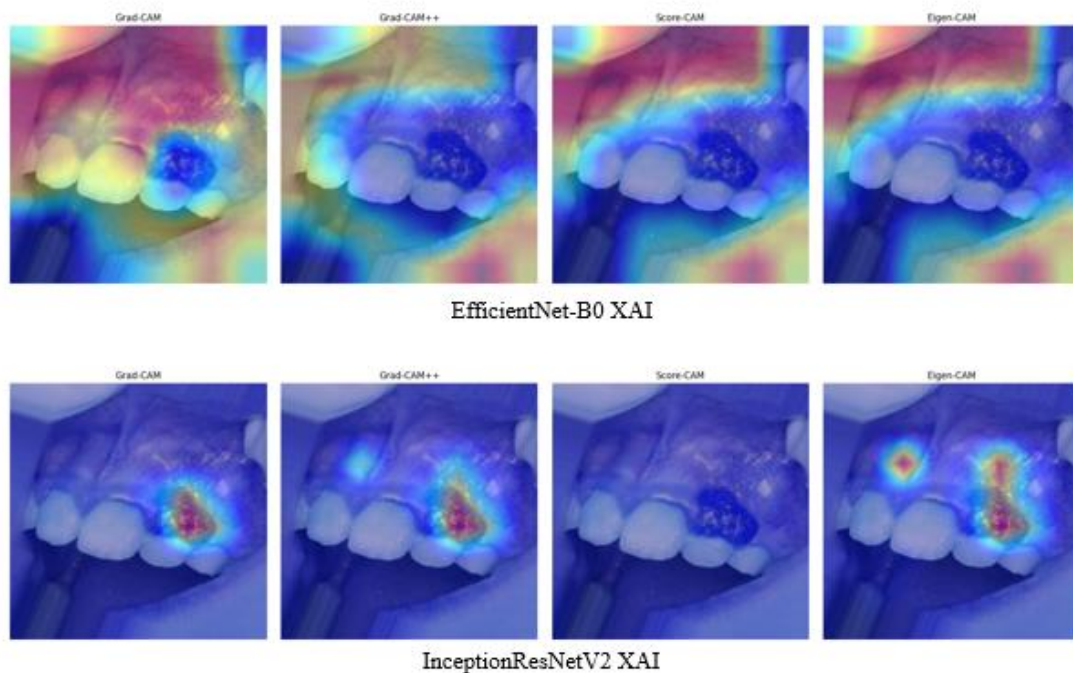 Grad-CAM Grad-CAM++ Score-CAM Eigen-CAM
EfficientNet-B0 XAI
Grad-CAM Grad-CAM++ Score-CAM Eigen-CAM
InceptionResNetV2 XAI